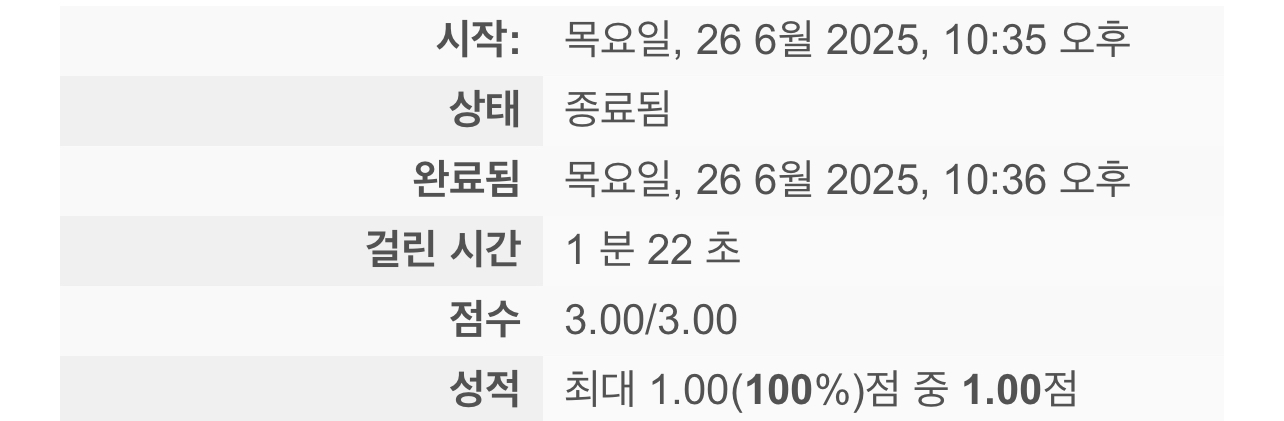 시작: 목요일, 26 6월 2025, 10:35 오후
상태 종료됨
완료됨 목요일, 26 6월 2025, 10:36 오후
걸린 시간 1 분 22 초
점수 3.00/3.00
성적 최대 1.00(100%)점 중 1.00점